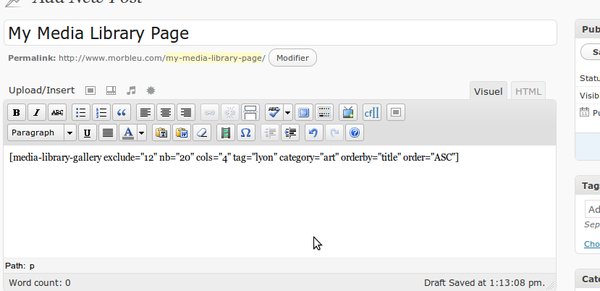 Add New Post
My Media Library Page
Permalink: http://www.morbleu.com/my-media-library-page/ Modifier
Upload/Insert
Visuel HTML
B I ABC
cf[]
Paragraph U A
[media-library-gallery exclude="12" nb="20" cols="4" tag="lyon" category="art" orderby="title" order="ASC"]
Path: p
Word count: 0 Draft Saved at 1:13:08 pm.
Pub
Sa
Statu
Visib
Pu
Tag
Ad
Sep
Cho
Cate